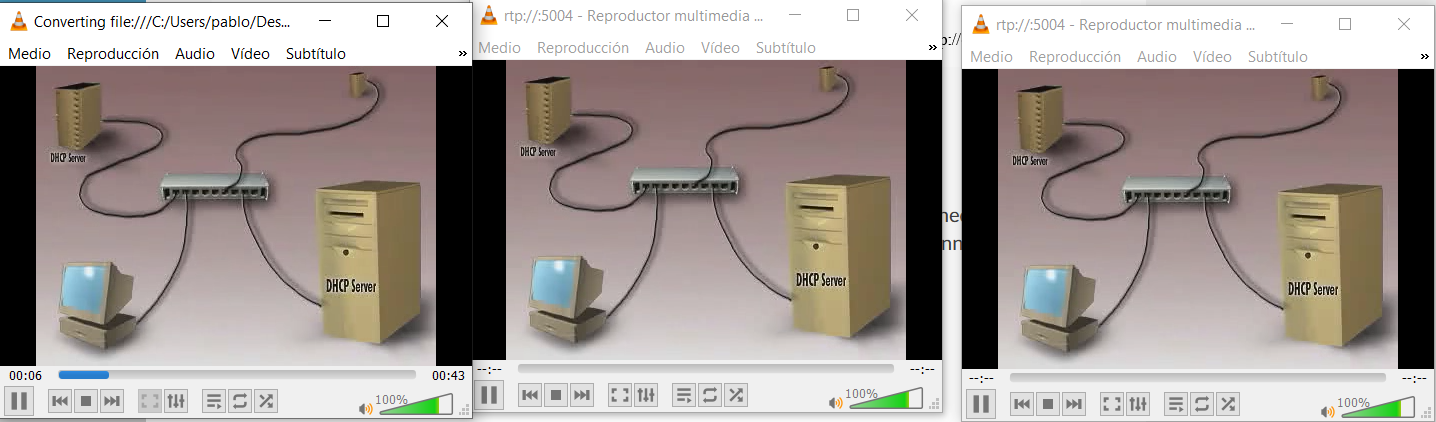 Converting file:///C:/Users/pablo/Des...
Medio Reproducción Audio Vídeo Subtítulo »
DHCP Server
DHCP Server
00:06 00:43
100%
rtp://:5004 - Reproductor multimedia ...
Medio Reproducción Audio Vídeo Subtítulo »
DHCP Server
DHCP Server
--:-- --:--
100%
p://
rtp://:5004 - Reproductor multimedia ...
Medio Reproducción Audio Vídeo Subtítulo »
DHCP Server
DHCP Server
--:-- --:--
100%